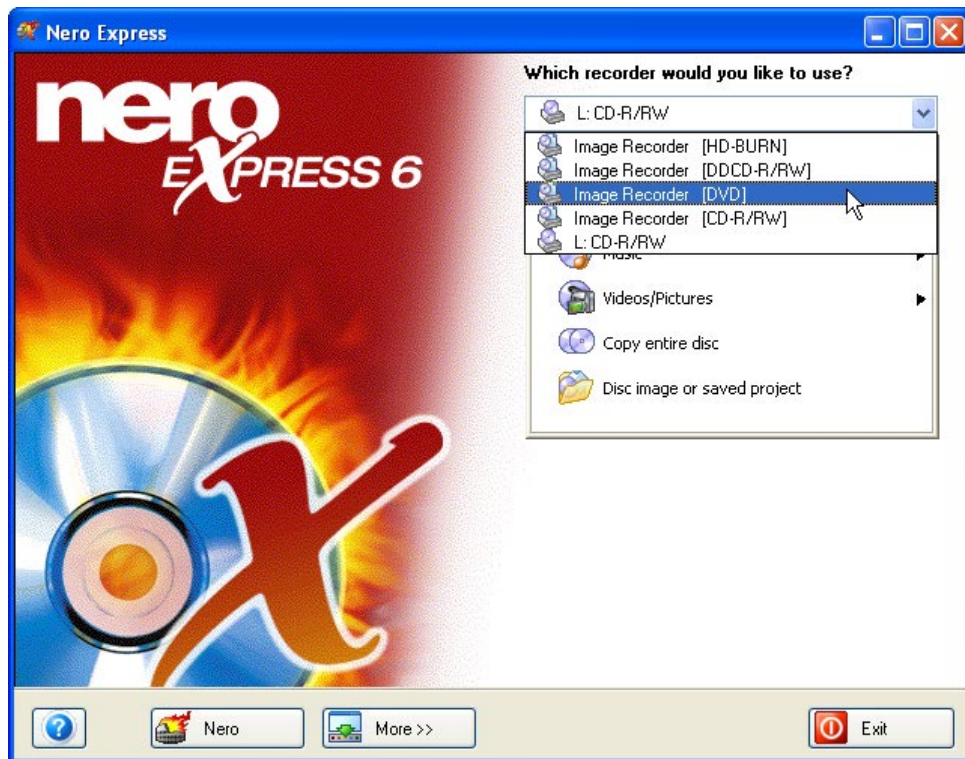 Nero Express
nero
EXPRESS 6
Which recorder would you like to use?
L: CD-R/RW
Image Recorder [HD-BURN]
Image Recorder [DDCD-R/RW]
Image Recorder [DVD]
Image Recorder [CD-R/RW]
L: CD-R/RW
Music
Videos/Pictures
Copy entire disc
Disc image or saved project
Nero
More >>
Exit